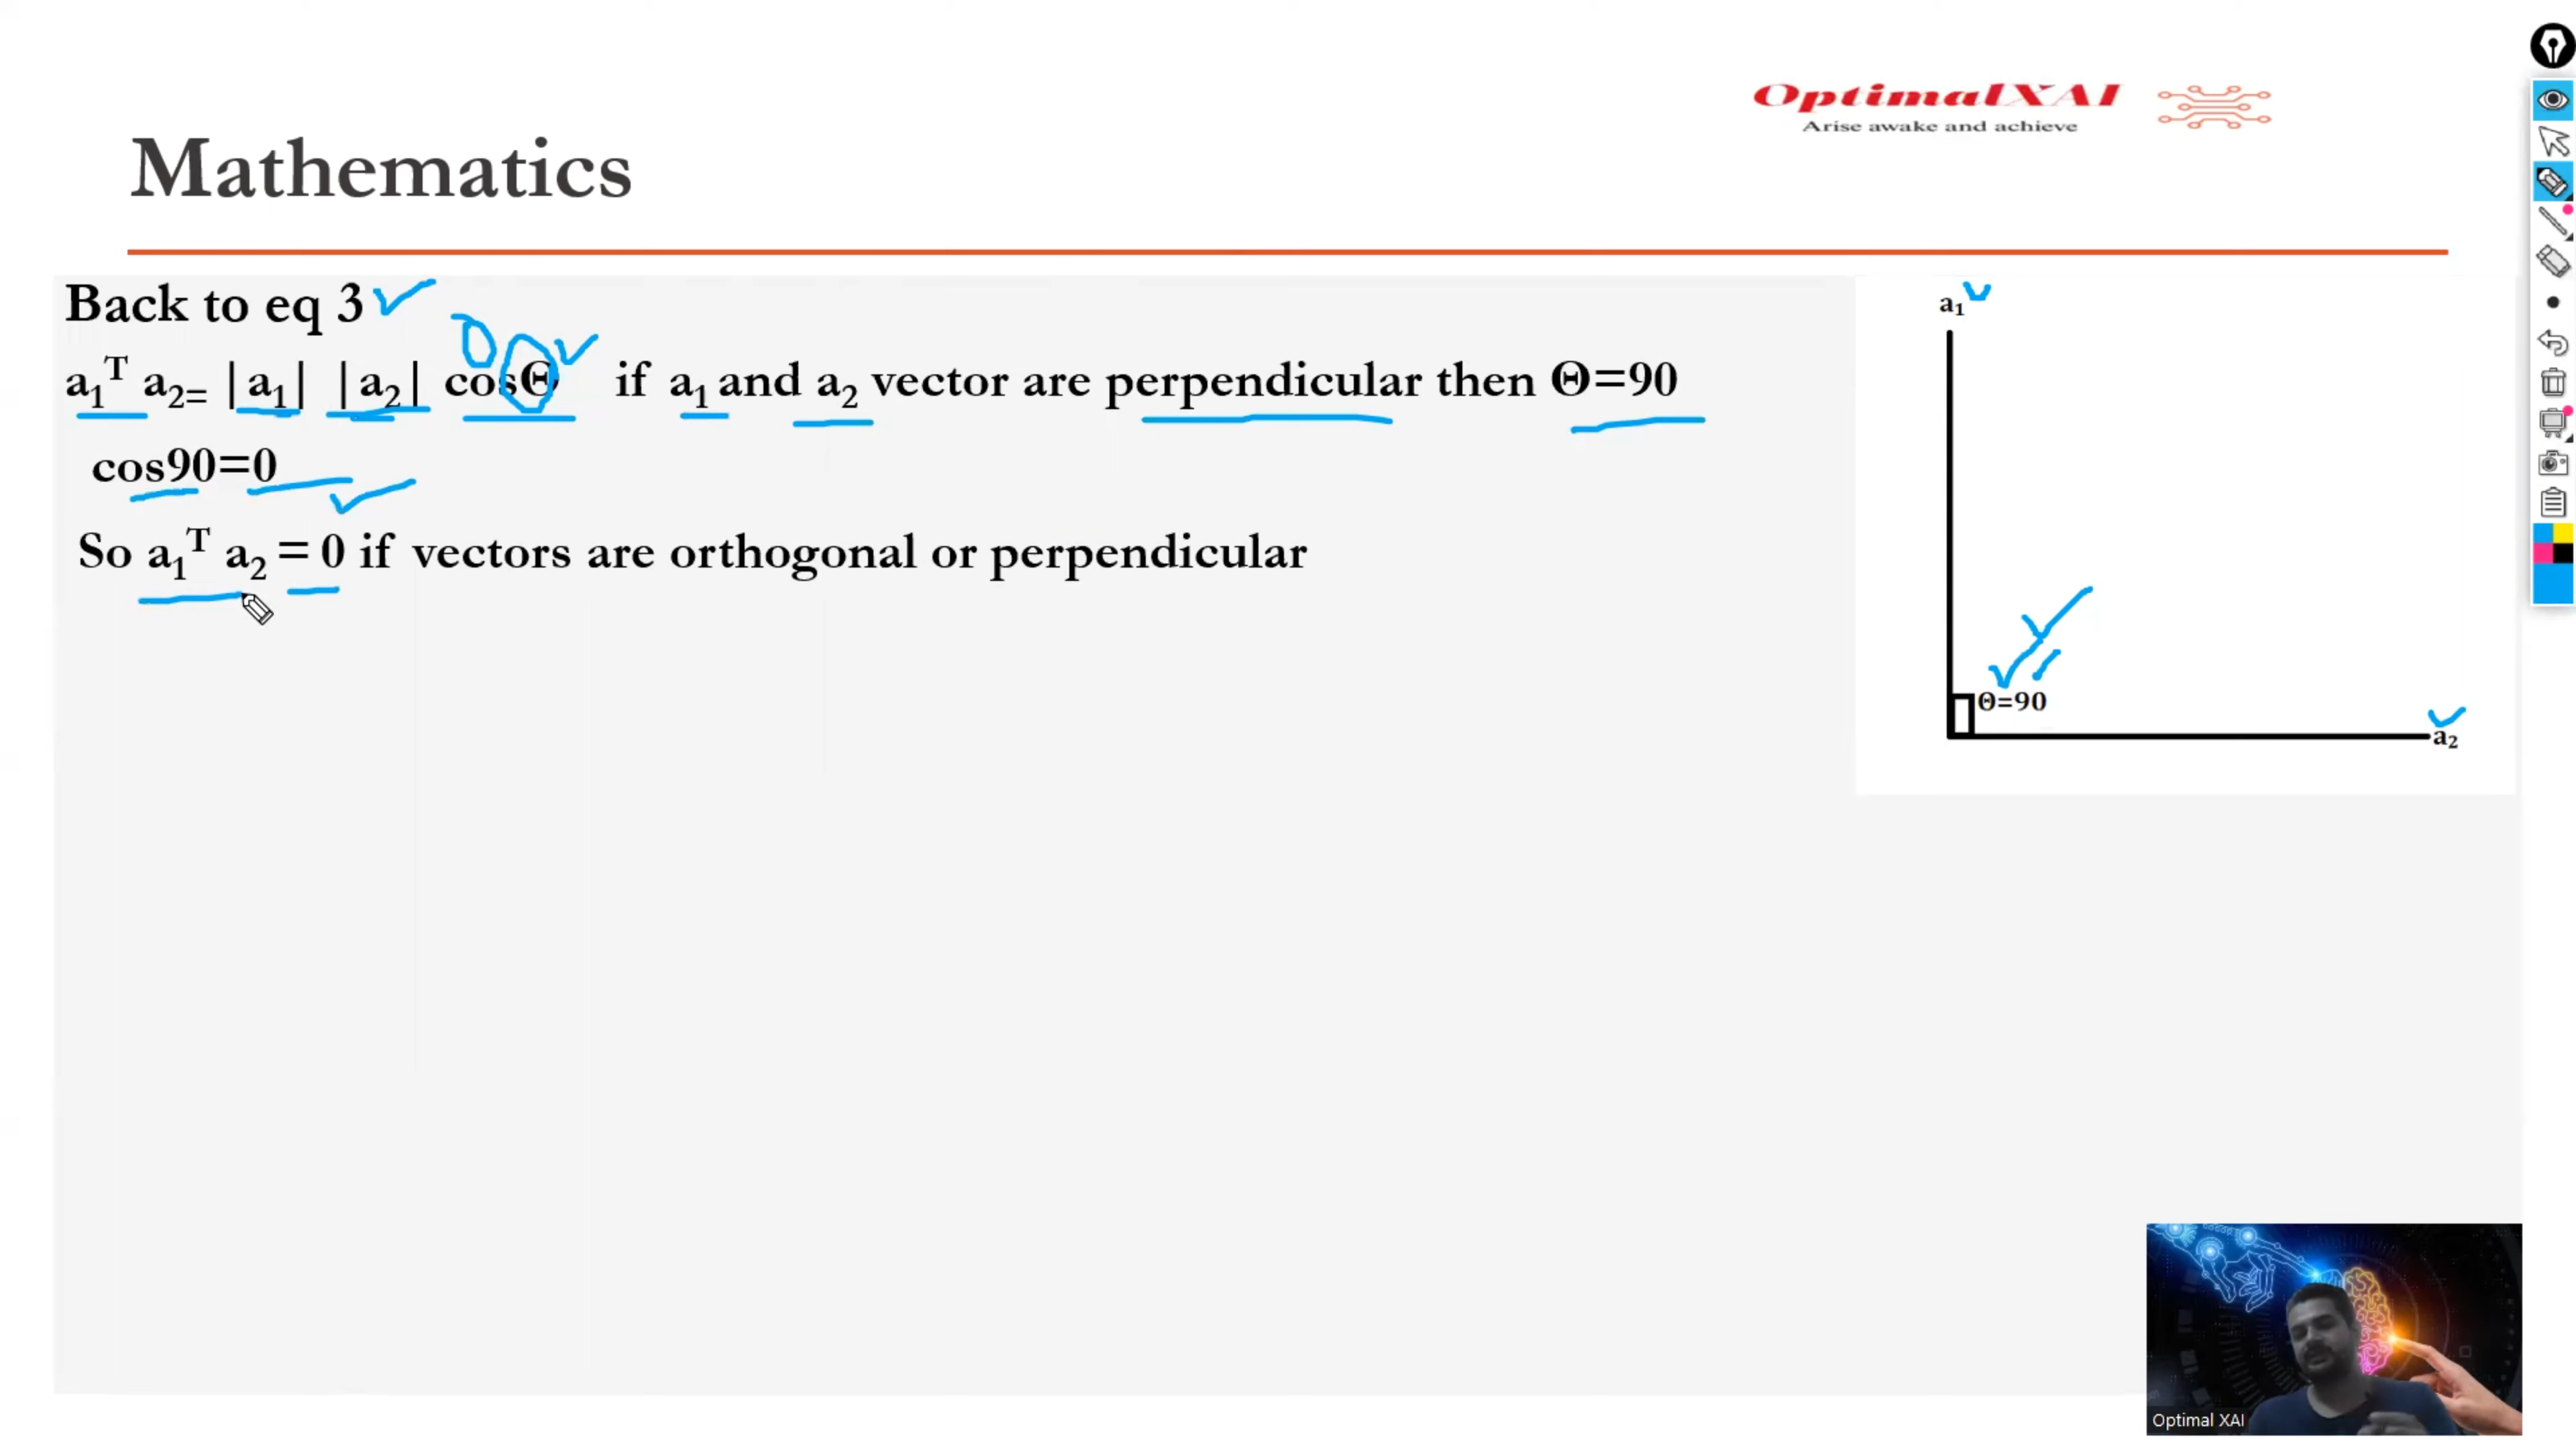 OptimalXAI
Arise awake and achieve
Mathematics
Back to eq 3
a₁ᵀ a₂= |a₁| |a₂| cosΘ if a₁ and a₂ vector are perpendicular then Θ=90
cos90=0
So a₁ᵀ a₂ = 0 if vectors are orthogonal or perpendicular
a₁
Θ=90
a₂
Optimal XAI